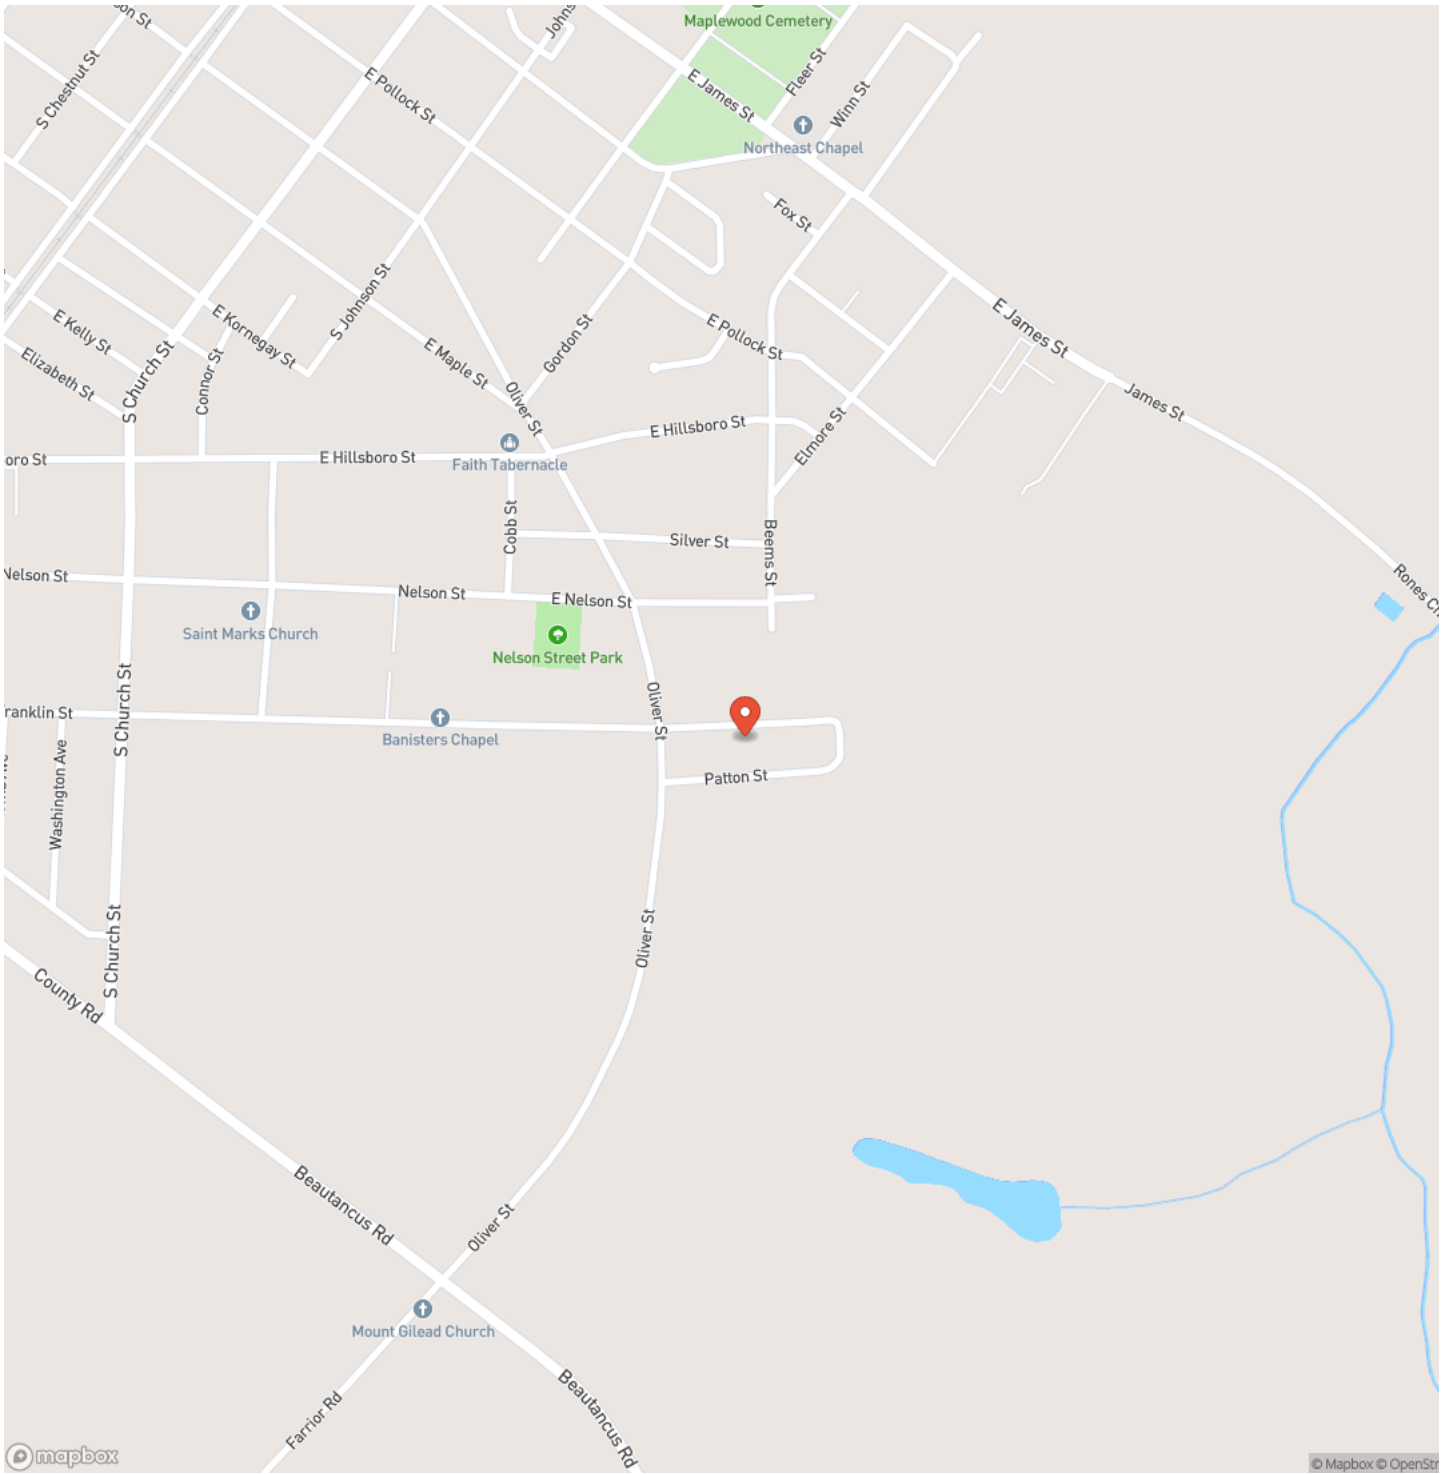 son St
Johns
Maplewood Cemetery
S Chestnut St
E Pollock St
E James St
Fleer St
Winn St
Northeast Chapel
Fox St
S Johnson St
E Kelly St
E Kornegay St
Elizabeth St
S Church St
Connor St
E Maple St
Gordon St
Oliver St
E Pollock St
E James St
James St
E Hillsboro St
Elmore St
oro St
E Hillsboro St
Faith Tabernacle
Cobb St
Silver St
Beems St
Nelson St
Nelson St
E Nelson St
Rones Ch
Saint Marks Church
Nelson Street Park
S Church St
Oliver St
ranklin St
Banisters Chapel
Patton St
Washington Ave
S Church St
Oliver St
County Rd
Beautancus Rd
Oliver St
Mount Gilead Church
Farrior Rd
Beautancus Rd
mapbox
© Mapbox © OpenStr